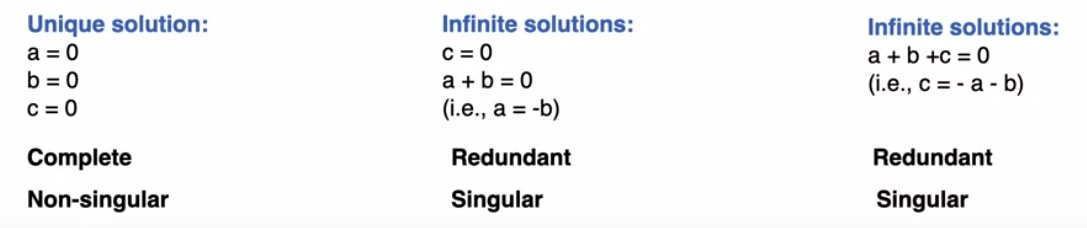 Unique solution:
a = 0
b = 0
c = 0
Complete
Non-singular
Infinite solutions:
c = 0
a + b = 0
(i.e., a = -b)
Redundant
Singular
Infinite solutions:
a + b +c = 0
(i.e., c = - a - b)
Redundant
Singular